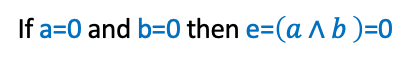 If a=0 and b=0 then e=(a ∧ b )=0